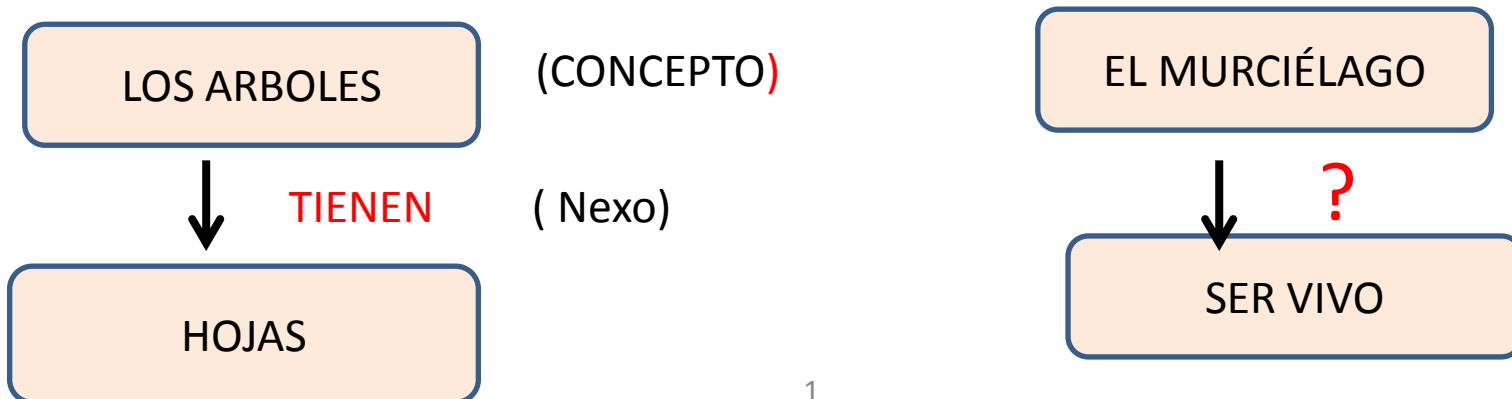 LOS ARBOLES
(CONCEPTO)
TIENEN
( Nexo)
HOJAS
EL MURCIÉLAGO
?
SER VIVO
1